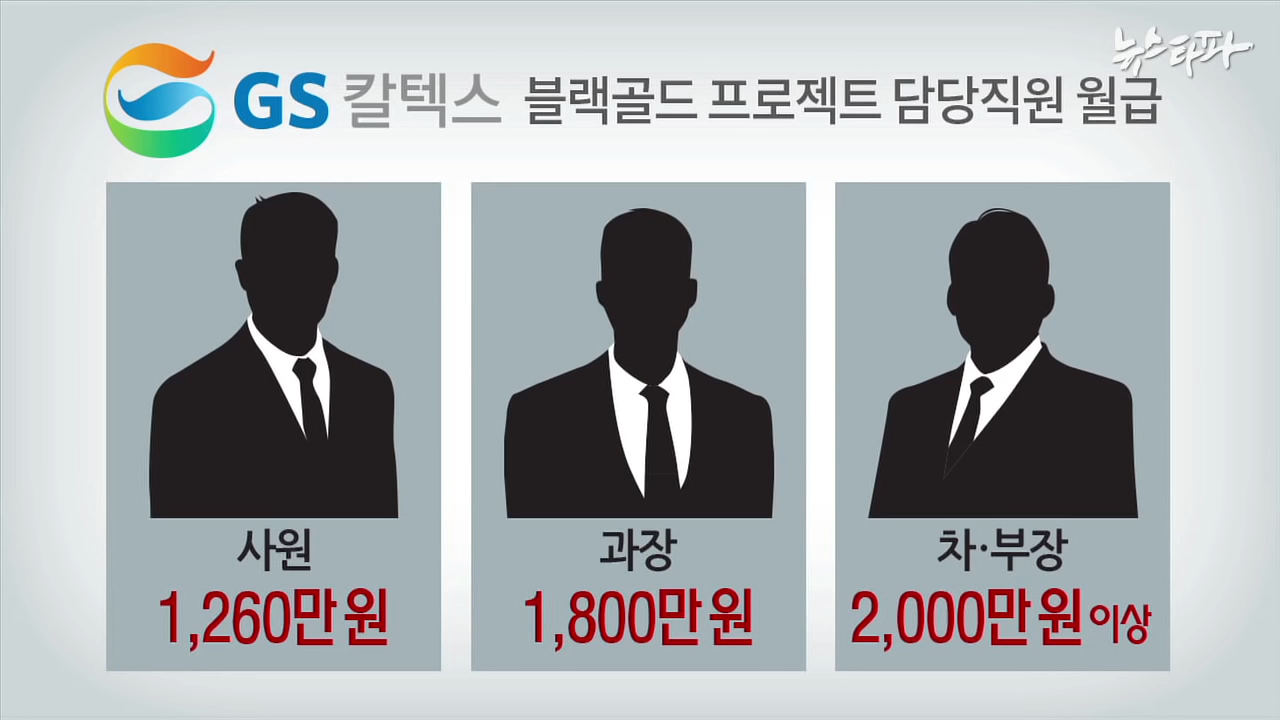 뉴스타파
GS 칼텍스 블랙골드 프로젝트 담당직원 월급
사원
1,260만원
과장
1,800만원
차·부장
2,000만원 이상